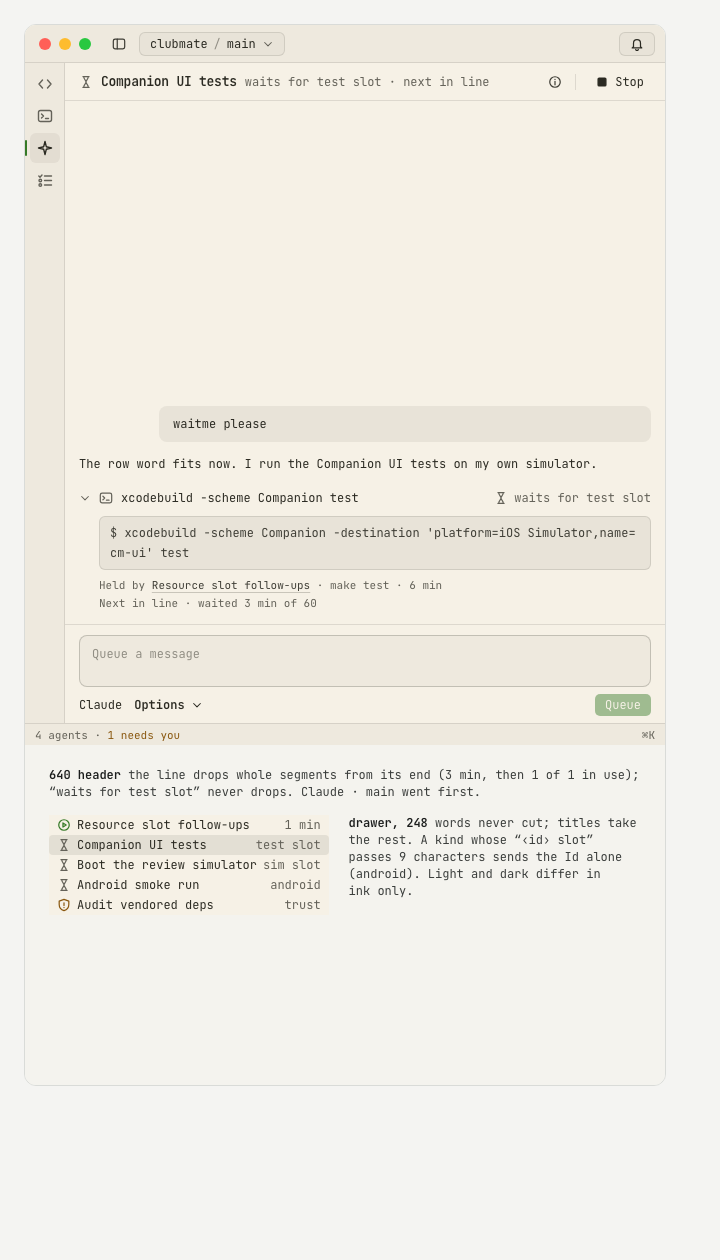 clubmate / main
Companion UI tests waits for test slot · next in line
Stop
waitme please
The row word fits now. I run the Companion UI tests on my own simulator.
xcodebuild -scheme Companion test
waits for test slot
$ xcodebuild -scheme Companion -destination 'platform=iOS Simulator,name=
cm-ui' test
Held by Resource slot follow-ups · make test · 6 min
Next in line · waited 3 min of 60
Queue a message
Claude Options
Queue
4 agents · 1 needs you
⌘K
640 header the line drops whole segments from its end (3 min, then 1 of 1 in use);
“waits for test slot” never drops. Claude · main went first.
Resource slot follow-ups 1 min
Companion UI tests test slot
Boot the review simulator sim slot
Android smoke run android
Audit vendored deps trust
drawer, 248 words never cut; titles take
the rest. A kind whose “‹id› slot”
passes 9 characters sends the Id alone
(android). Light and dark differ in
ink only.